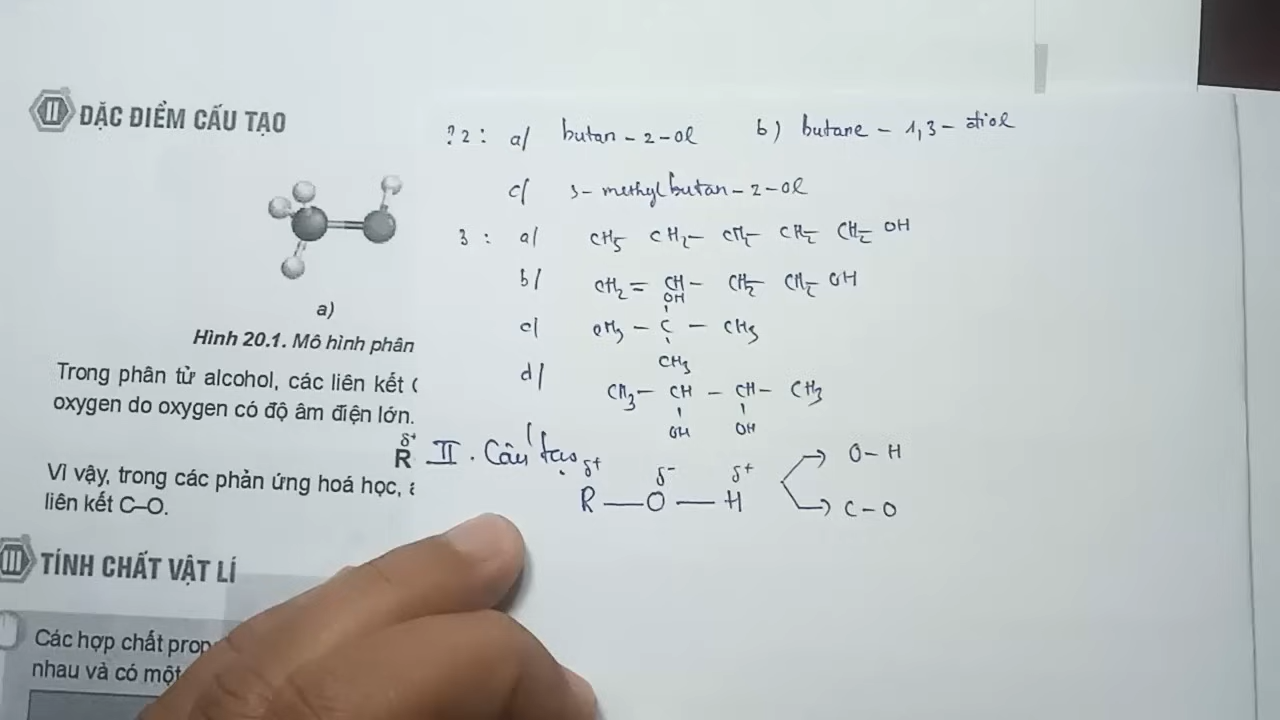 II ĐẶC ĐIỂM CẤU TẠO
a)
Hình 20.1. Mô hình phân
Trong phân tử alcohol, các liên kết
oxygen do oxygen có độ âm điện lớn.
δ+
R
Vì vậy, trong các phản ứng hoá học,
liên kết C–O.
III TÍNH CHẤT VẬT LÍ
Các hợp chất prop
nhau và có một
?2: a/ butan-2-ol b) butane-1,3-điol
c/ 3-methylbutan-2-ol
3: a/ CH3 CH2- CH2- CH2- CH2- OH
b/ CH2= CH- CH2- CH2- OH
OH
c/ CH3 - C - CH3
CH3
d/ CH3- CH - CH- CH3
OH OH
II. Cấu tạo
δ+ δ- δ+
R — O — H
O-H
C-O